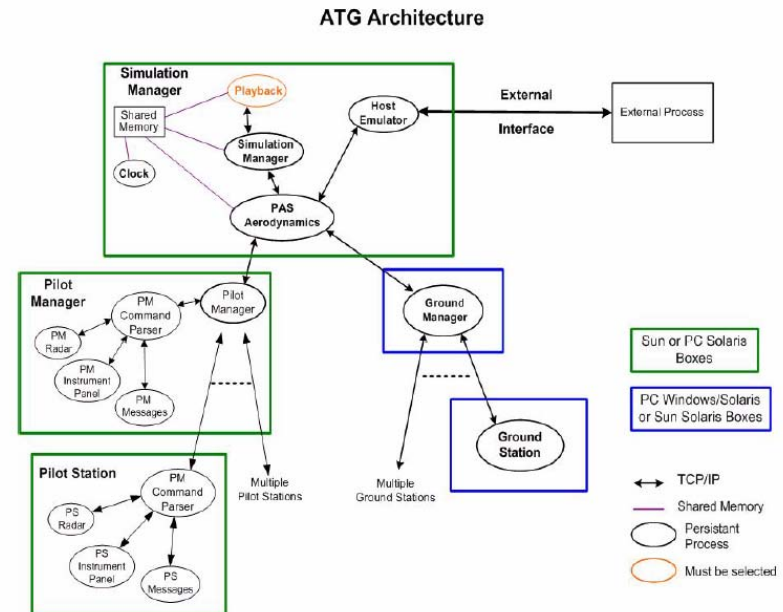 ATG Architecture
Simulation
Manager
Playback
Shared
Memory
Clock
Simulation
Manager
Host
Emulator
PAS
Aerodynamics
External
Interface
External Process
Pilot
Manager
PM
Command
Parser
Pilot
Manager
PM
Radar
PM
Instrument
Panel
PM
Messages
Ground
Manager
Ground
Station
Multiple
Pilot Stations
Multiple
Ground Stations
Pilot Station
PM
Command
Parser
PS
Radar
PS
Instrument
Panel
PS
Messages
Sun or PC Solaris
Boxes
PC Windows/Solaris
or Sun Solaris Boxes
TCP/IP
Shared Memory
Persistant
Process
Must be selected